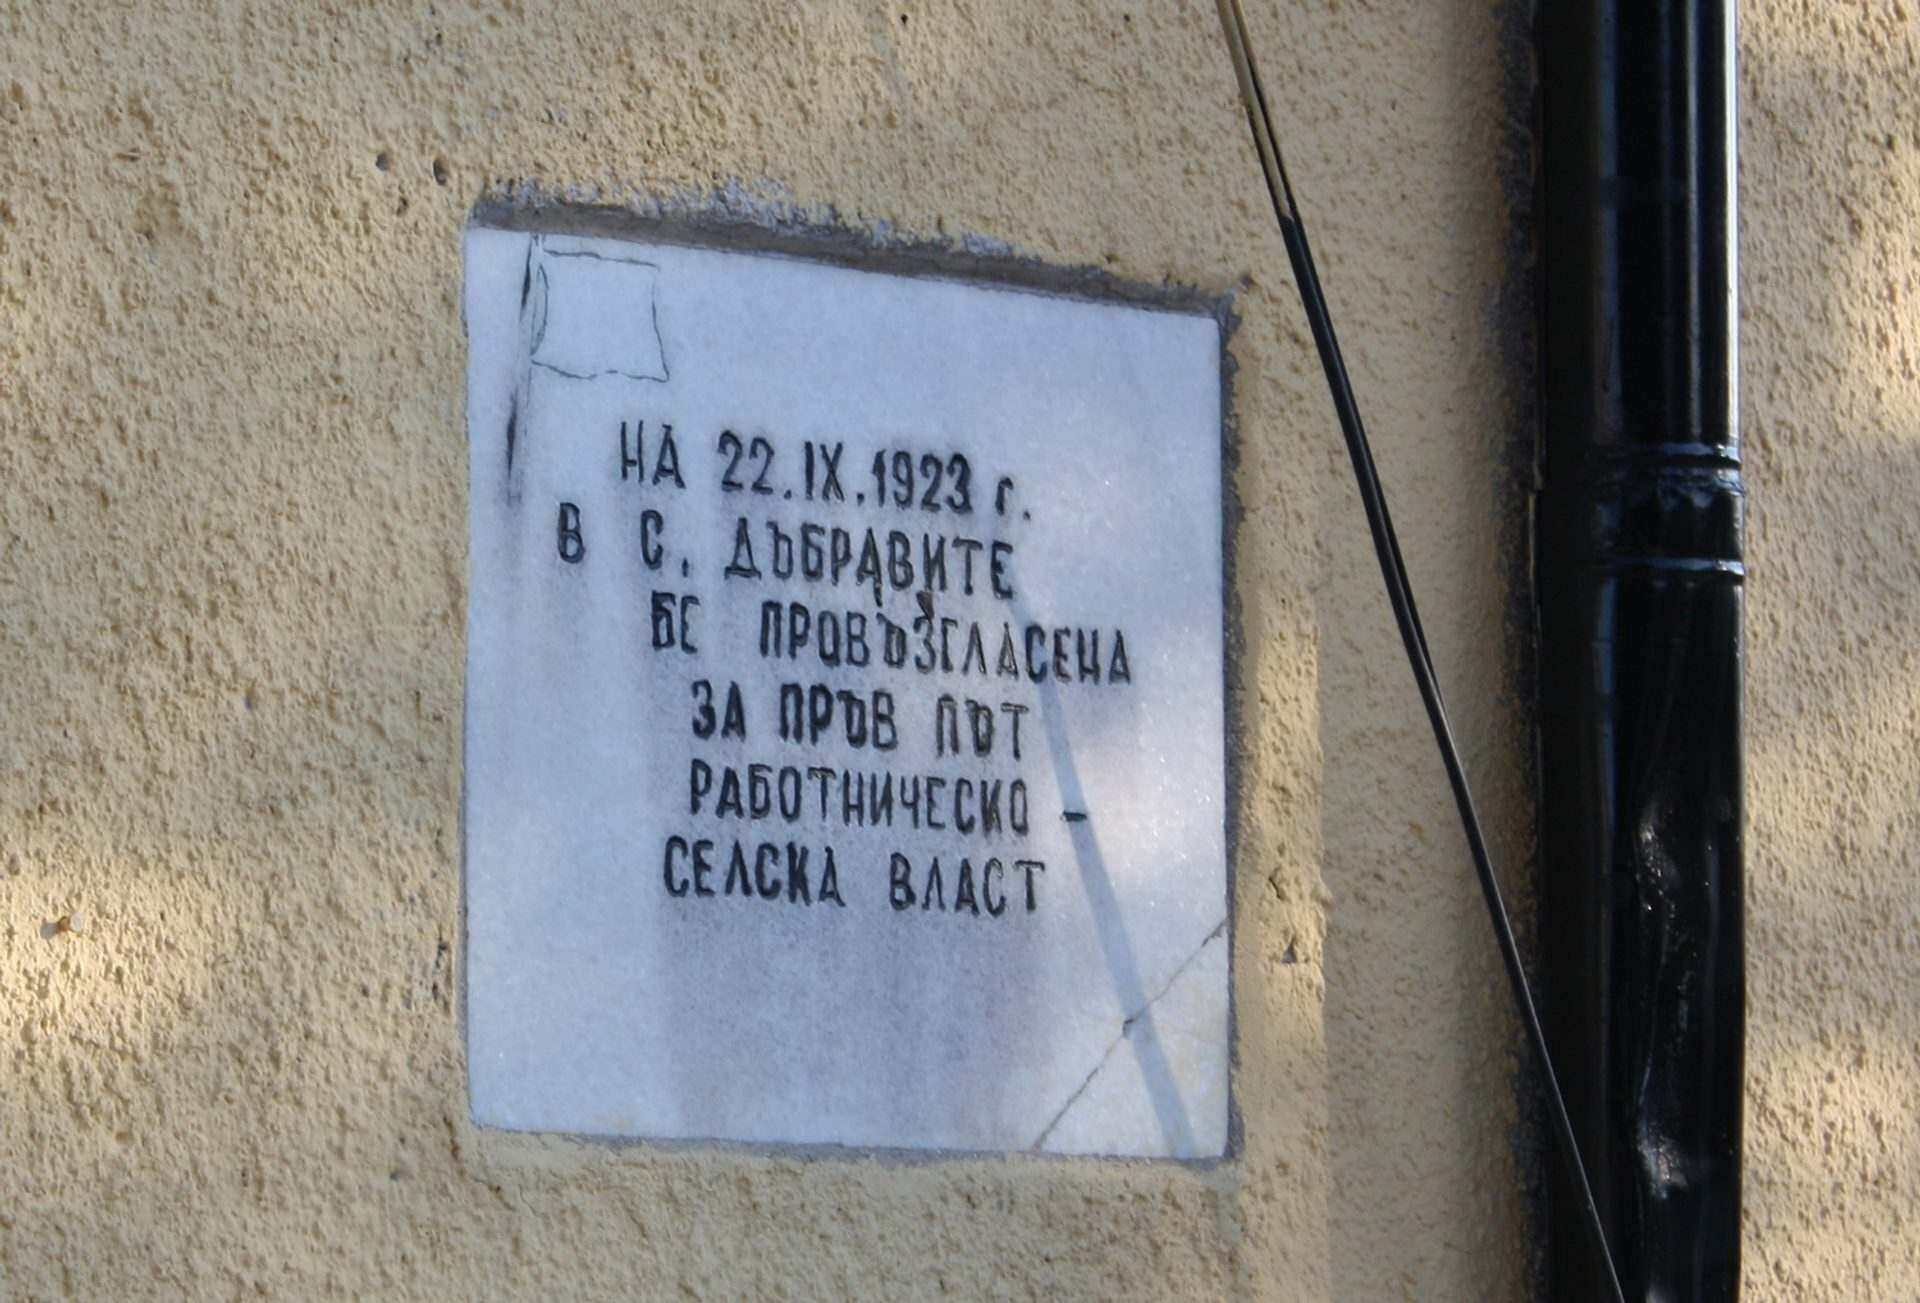 НА 22.IX.1923 г.
В С. ДЪБРАВИТЕ
БЕ ПРОВЪЗГЛАСЕНА
ЗА ПРЪВ ПЪТ
РАБОТНИЧЕСКО -
СЕЛСКА ВЛАСТ